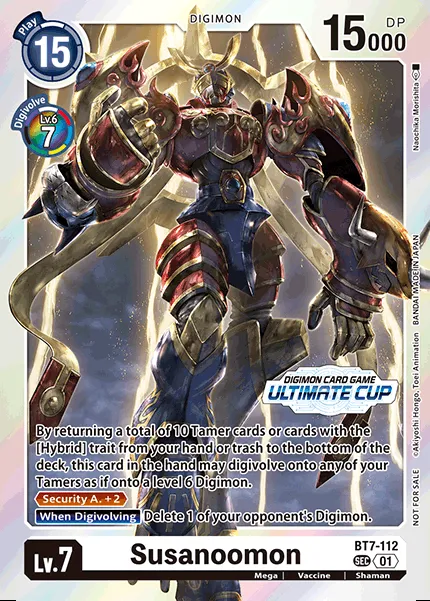 DIGIMON
Play
15
DP
15000
Digivolve
Lv.6
7
Naochika Morishita
©Akiyoshi Hongo, Toei Animation BANDAI MADE IN JAPAN
NOT FOR SALE
DIGIMON CARD GAME
ULTIMATE CUP
By returning a total of 10 Tamer cards or cards with the
[Hybrid] trait from your hand or trash to the bottom of the
deck, this card in the hand may digivolve onto any of your
Tamers as if onto a level 6 Digimon.
Security A. +2
When Digivolving Delete 1 of your opponent's Digimon.
Lv.7
Susanoomon
BT7-112
SEC 01
Mega | Vaccine | Shaman